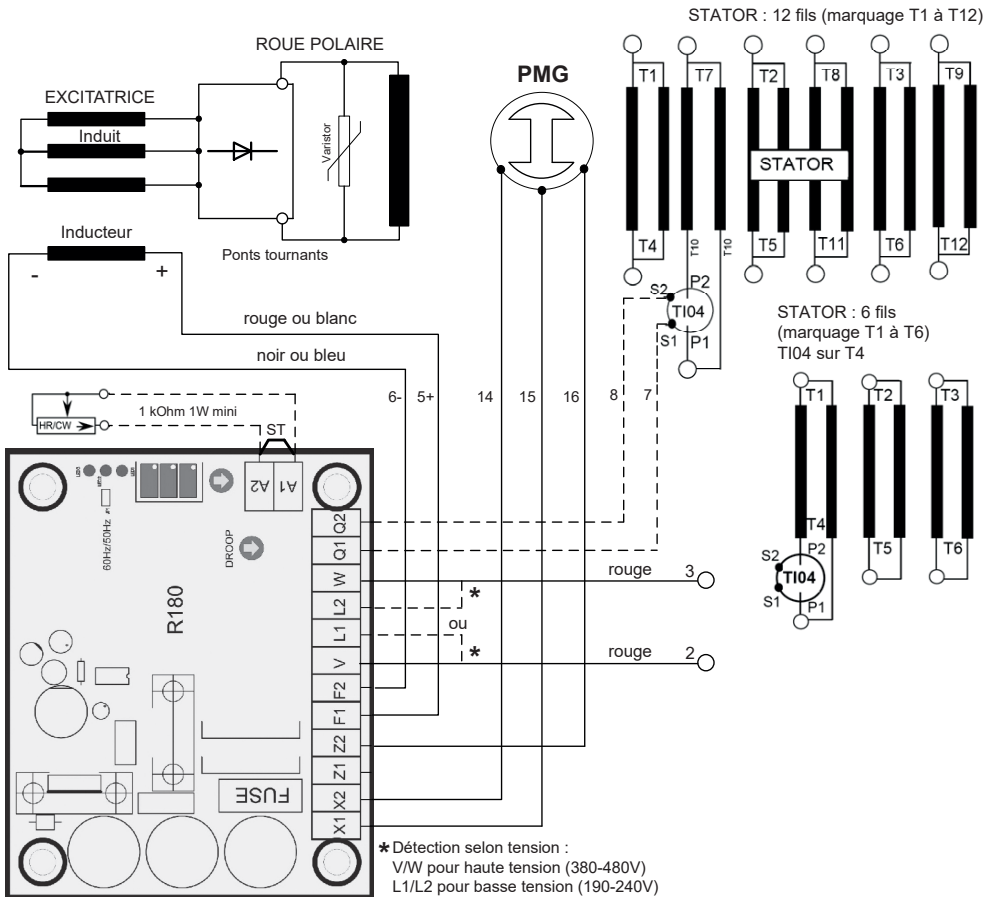 STATOR : 12 fils (marquage T1 à T12)
ROUE POLAIRE
PMG
EXCITATRICE
Induit
Varistor
T1
T7
T2
T8
T3
T9
STATOR
T4
T10
T10
T5
T11
T6
T12
Inducteur
-
+
Ponts tournants
S2
P2
TI04
S1
P1
STATOR : 6 fils
(marquage T1 à T6)
TI04 sur T4
rouge ou blanc
noir ou bleu
6-
5+
14
15
16
8
7
T1
T2
T3
1 kOhm 1W mini
HR/CW
ST
A2
A1
60Hz/50Hz
DROOP
R180
Q2
Q1
W
L2
L1
V
F2
F1
Z2
Z1
X2
X1
FUSE
rouge
3
*
ou
*
rouge
2
T4
T5
T6
S2
P2
TI04
S1
P1
* Détection selon tension :
V/W pour haute tension (380-480V)
L1/L2 pour basse tension (190-240V)